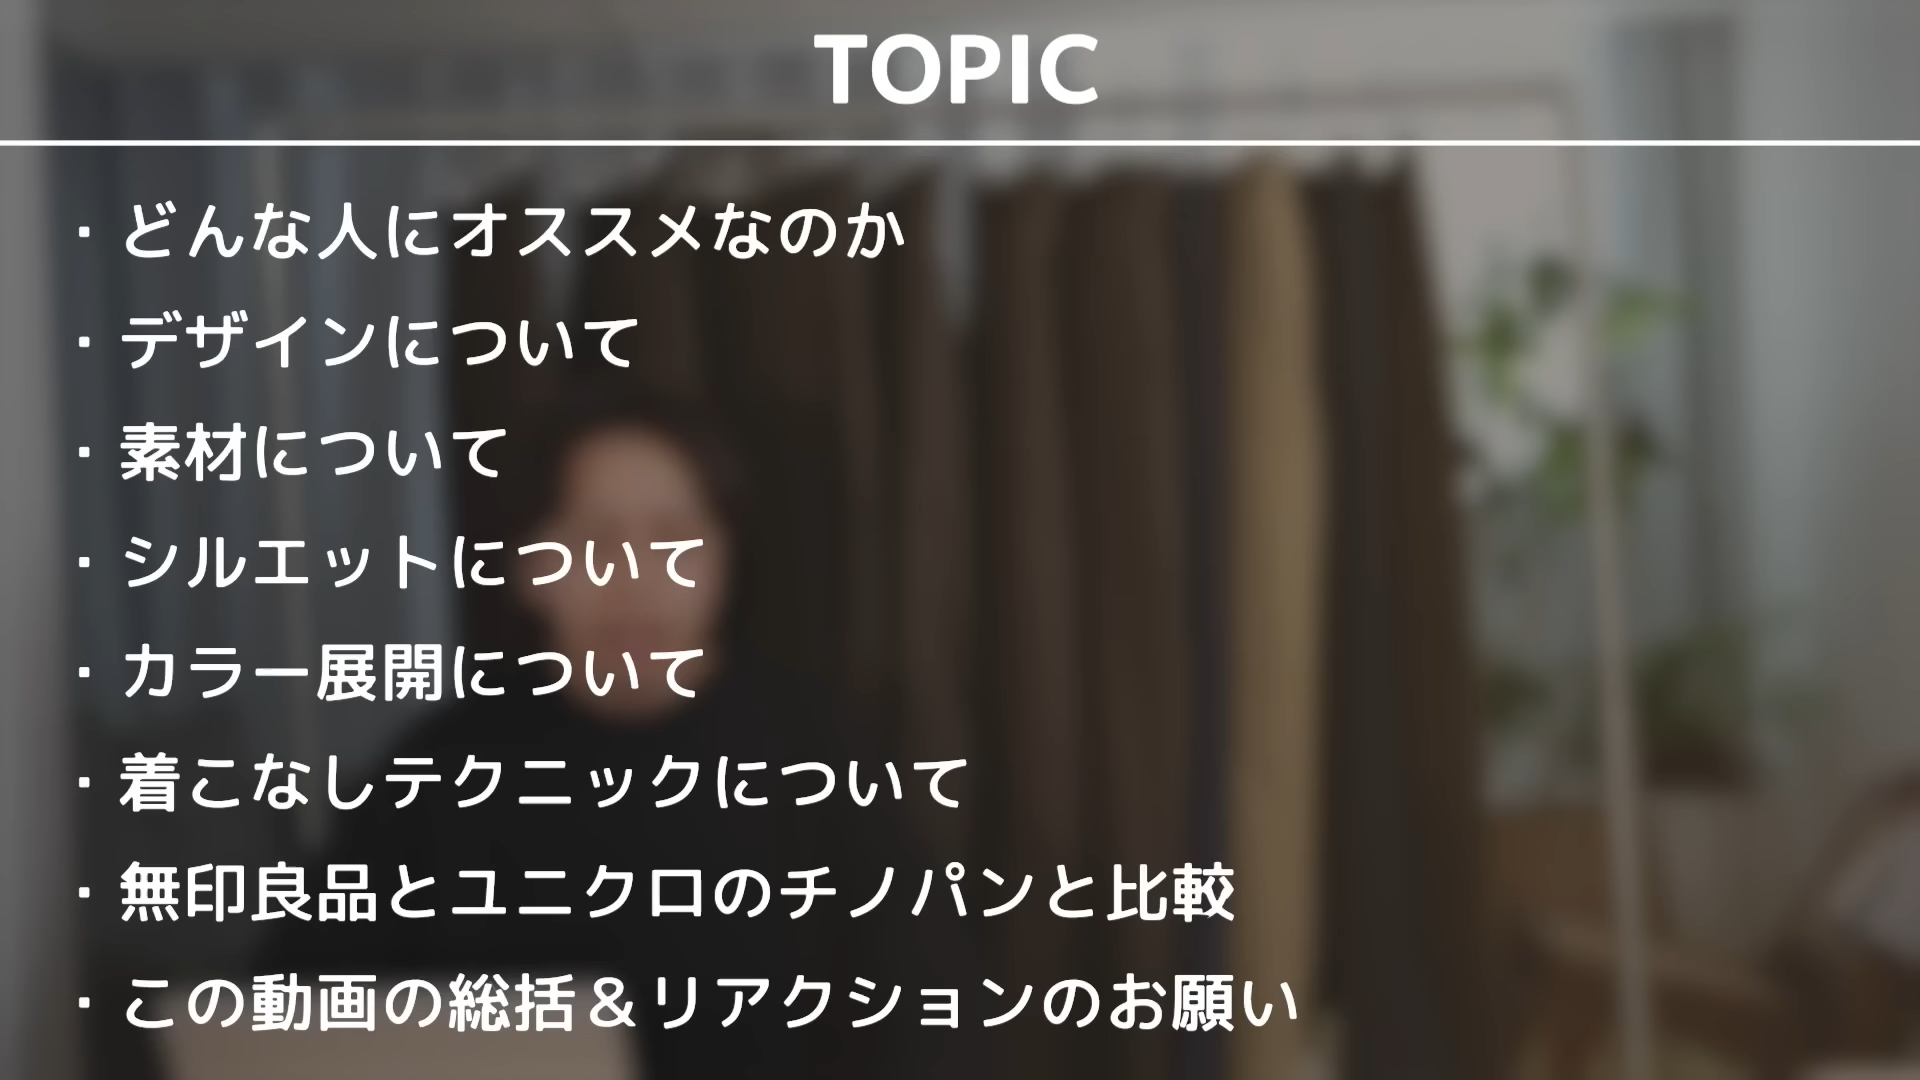 TOPIC
・どんな人にオススメなのか
・デザインについて
・素材について
・シルエットについて
・カラー展開について
・着こなしテクニックについて
・無印良品とユニクロのチノパンと比較
・この動画の総括＆リアクションのお願い